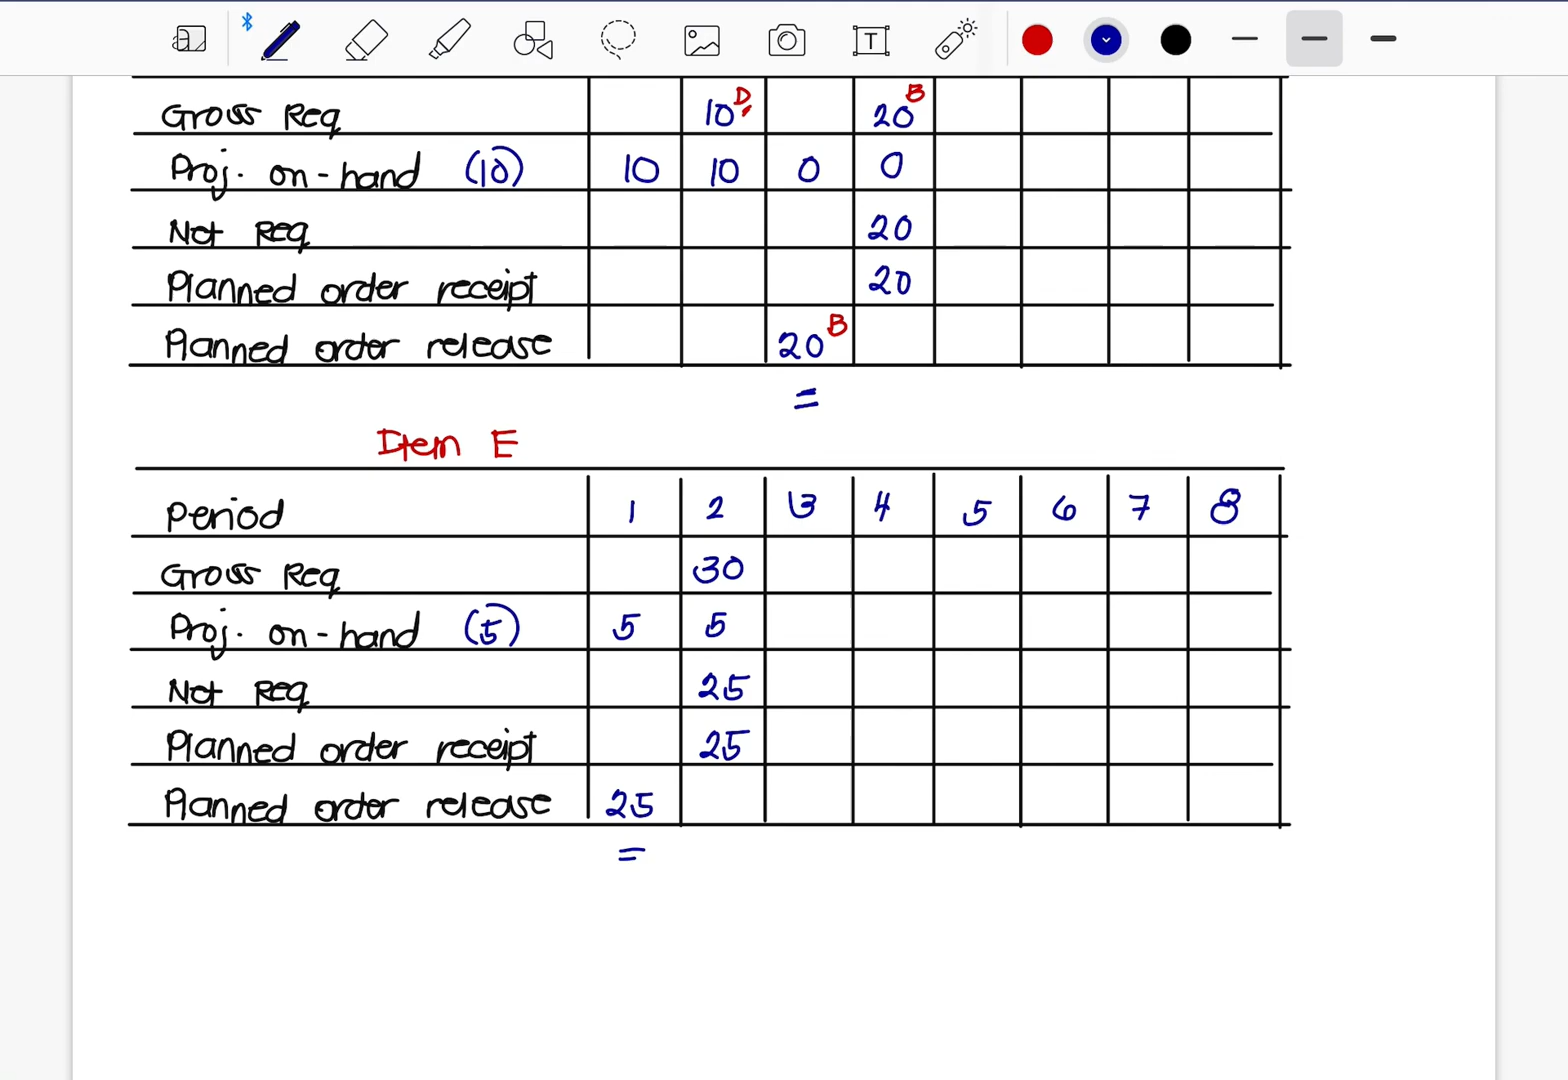 Gross Req 10 D 20 B
Proj. on-hand (10) 10 10 0 0
Net Req 20
Planned order receipt 20
Planned order release 20 B
=
Item E
Period 1 2 3 4 5 6 7 8
Gross Req 30
Proj. on-hand (5) 5 5
Net Req 25
Planned order receipt 25
Planned order release 25
=